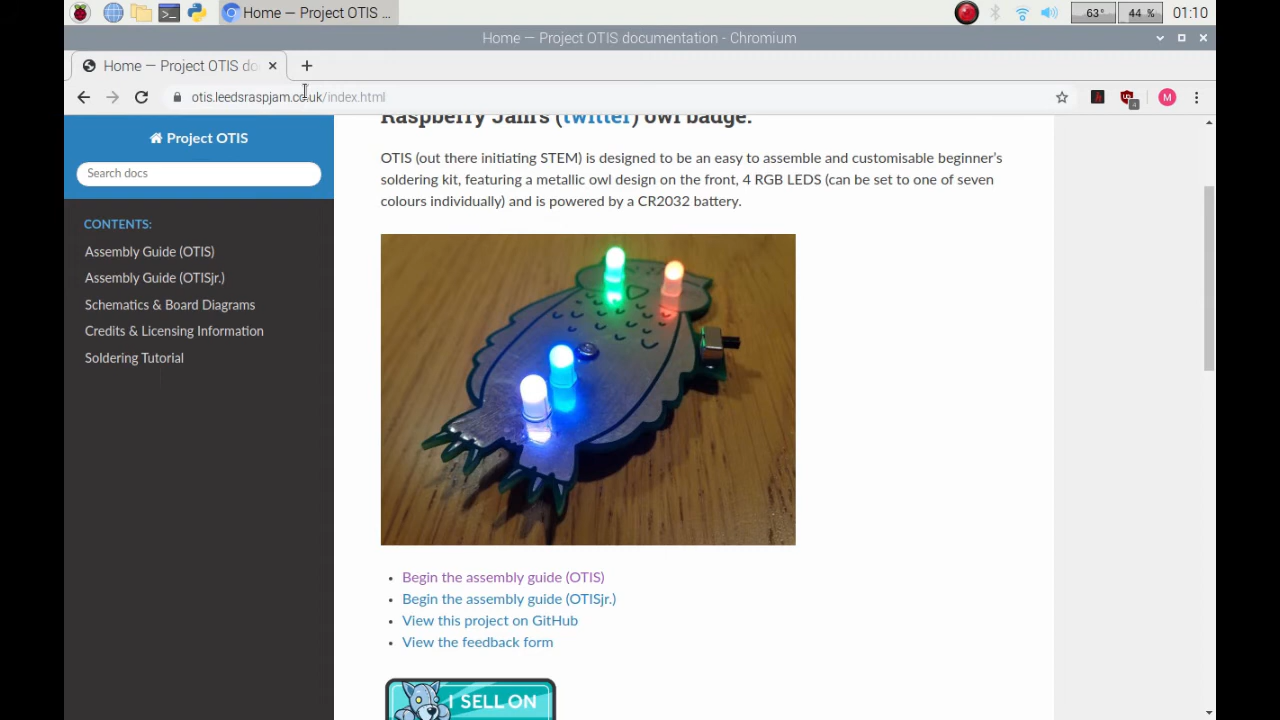 Home — Project OTIS ...
63°
44 %
01:10
Home — Project OTIS documentation - Chromium
Home — Project OTIS do
otis.leedsraspjam.co.uk/index.html
M
4
Project OTIS
Search docs
CONTENTS:
Assembly Guide (OTIS)
Assembly Guide (OTISjr.)
Schematics & Board Diagrams
Credits & Licensing Information
Soldering Tutorial
Raspberry Jam's (twitter) owl badge.
OTIS (out there initiating STEM) is designed to be an easy to assemble and customisable beginner's
soldering kit, featuring a metallic owl design on the front, 4 RGB LEDS (can be set to one of seven
colours individually) and is powered by a CR2032 battery.
• Begin the assembly guide (OTIS)
• Begin the assembly guide (OTISjr.)
• View this project on GitHub
• View the feedback form
I SELL ON